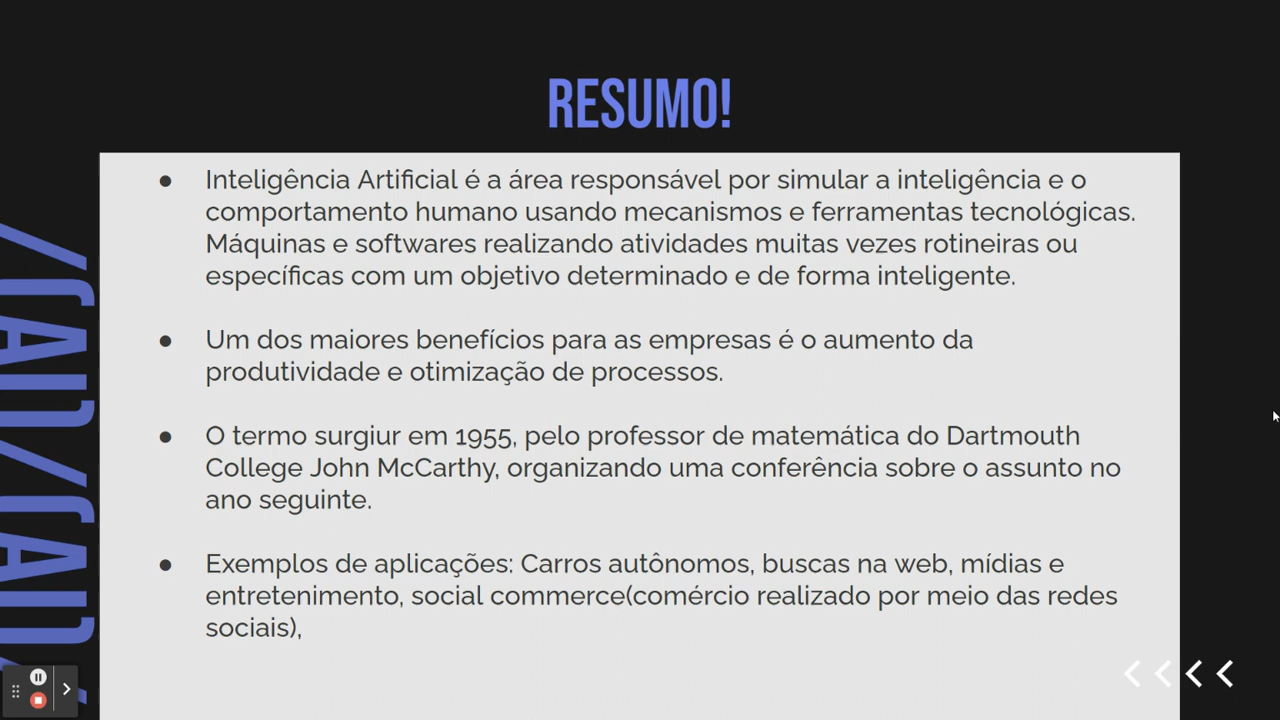 RESUMO!
● Inteligência Artificial é a área responsável por simular a inteligência e o
comportamento humano usando mecanismos e ferramentas tecnológicas.
Máquinas e softwares realizando atividades muitas vezes rotineiras ou
específicas com um objetivo determinado e de forma inteligente.
● Um dos maiores benefícios para as empresas é o aumento da
produtividade e otimização de processos.
● O termo surgiur em 1955, pelo professor de matemática do Dartmouth
College John McCarthy, organizando uma conferência sobre o assunto no
ano seguinte.
● Exemplos de aplicações: Carros autônomos, buscas na web, mídias e
entretenimento, social commerce(comércio realizado por meio das redes
sociais),